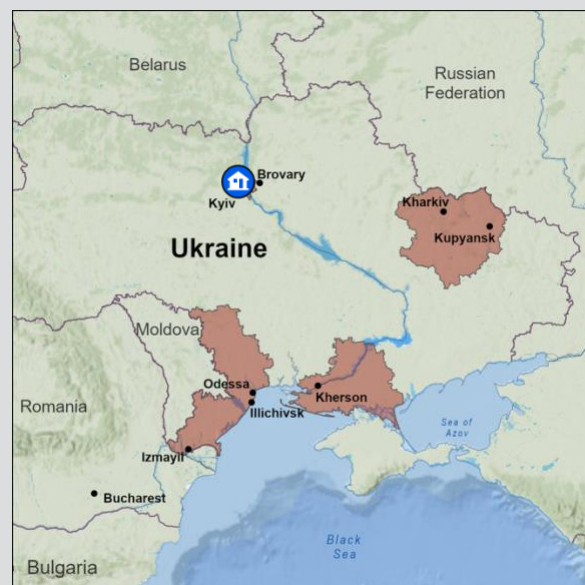 Belarus
Russian
Federation
Brovary
Kyiv
Kharkiv
Kupyansk
Ukraine
Moldova
Odessa
Illichivsk
Kherson
Romania
Sea of
Azov
Izmayil
Bucharest
Black
Sea
Bulgaria